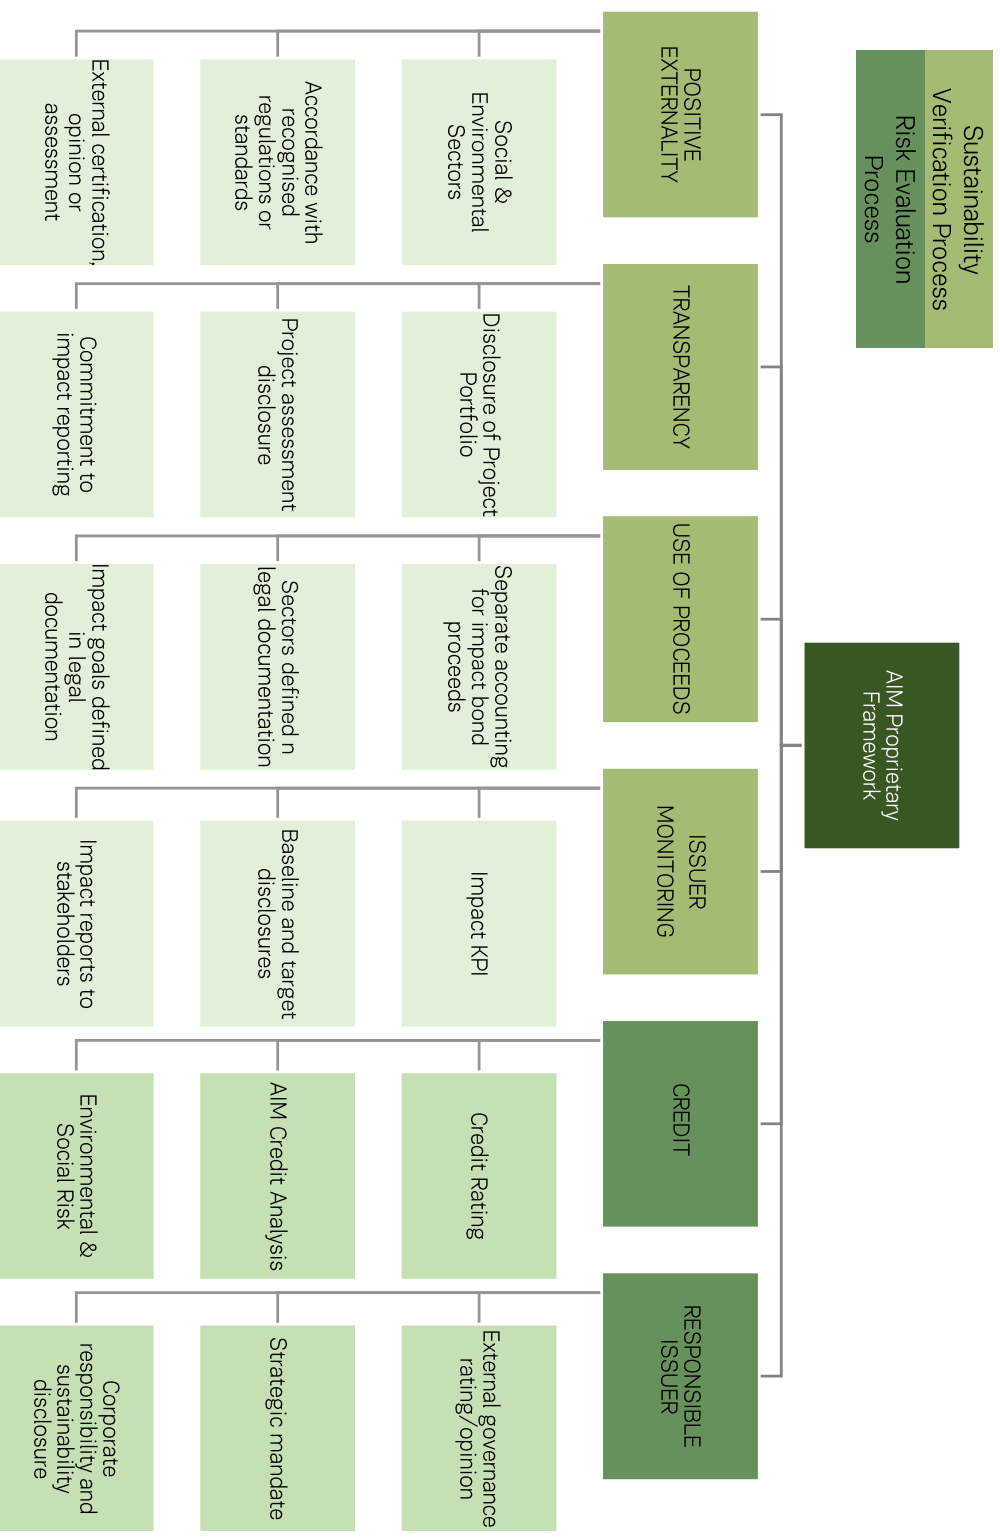 Sustainability
Verification Process
Risk Evaluation
Process
AIM Proprietary
Framework
POSITIVE
EXTERNALITY
Social &
Environmental
Sectors
Accordance with
recognised
regulations or
standards
External certification,
opinion or
assessment
TRANSPARENCY
Disclosure of Project
Portfolio
Project assessment
disclosure
Commitment to
impact reporting
USE OF PROCEEDS
Separate accounting
for impact bond
proceeds
Sectors defined n
legal documentation
Impact goals defined
in legal
documentation
ISSUER
MONITORING
Impact KPI
Baseline and target
disclosures
Impact reports to
stakeholders
CREDIT
Credit Rating
AIM Credit Analysis
Environmental &
Social Risk
RESPONSIBLE
ISSUER
External governance
rating/opinion
Strategic mandate
Corporate
responsibility and
sustainability
disclosure